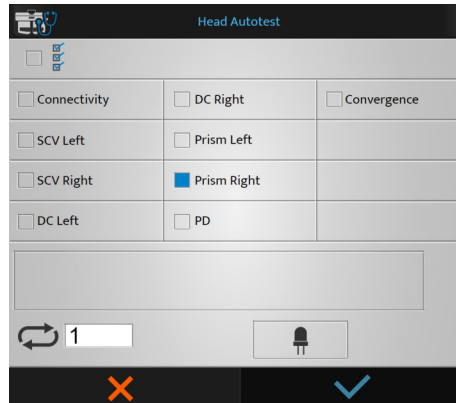 Head Autotest
Connectivity
DC Right
Convergence
SCV Left
Prism Left
SCV Right
Prism Right
DC Left
PD
1